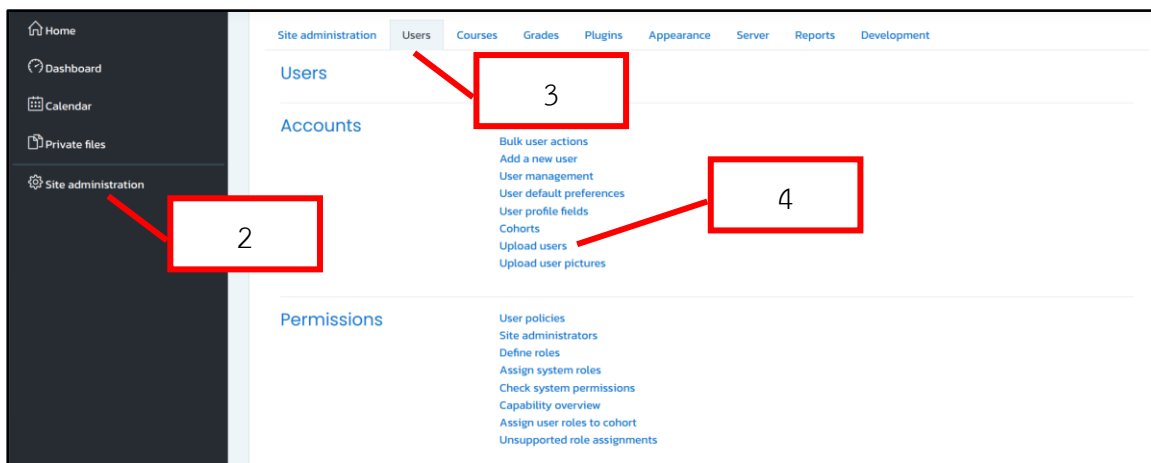 Home
Dashboard
Calendar
Private files
Site administration
Site administration Users Courses Grades Plugins Appearance Server Reports Development
Users
3
Accounts
Bulk user actions
Add a new user
User management
User default preferences
User profile fields
Cohorts
Upload users
Upload user pictures
4
2
Permissions
User policies
Site administrators
Define roles
Assign system roles
Check system permissions
Capability overview
Assign user roles to cohort
Unsupported role assignments